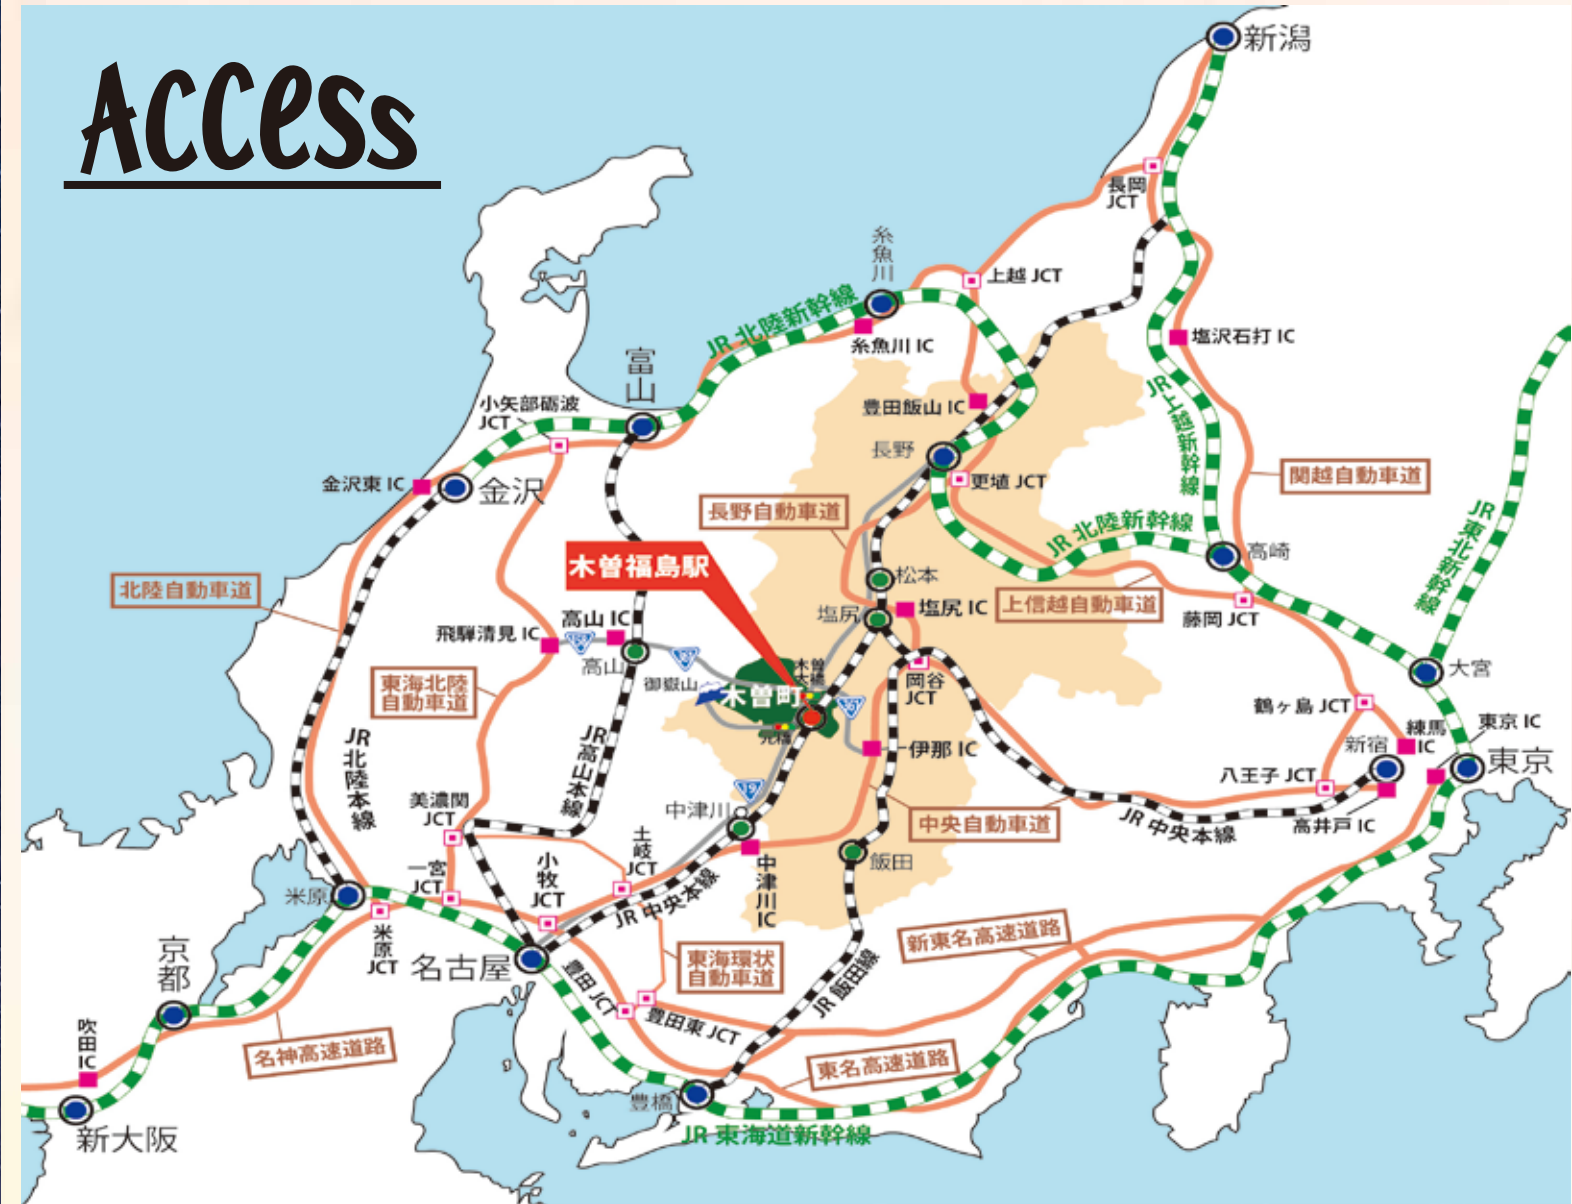 Access
新潟
長岡
JCT
糸魚川
上越 JCT
JR 北陸新幹線
糸魚川 IC
塩沢石打 IC
富山
小矢部砺波
JCT
豊田飯山 IC
JR 上越新幹線
長野
金沢東 IC
金沢
更埴 JCT
関越自動車道
長野自動車道
JR 北陸新幹線
JR 東北新幹線
高崎
木曽福島駅
北陸自動車道
松本
上信越自動車道
藤岡 JCT
塩尻
塩尻 IC
高山 IC
飛騨清見 IC
158
高山
大宮
御嶽山
木曽町
木曽
大橋
元橋
361
岡谷
JCT
東海北陸
自動車道
鶴ヶ島 JCT
練馬
IC
東京 IC
新宿
東京
伊那 IC
JR 北陸本線
JR 高山本線
八王子 JCT
19
美濃関
JCT
中津川
中央自動車道
JR 中央本線
高井戸 IC
土岐
JCT
小牧
JCT
一宮
JCT
中津川
IC
飯田
米原
米原
JCT
JR 中央本線
京都
名古屋
東海環状
自動車道
新東名高速道路
豊田 JCT
JR 飯田線
豊田東 JCT
吹田
IC
名神高速道路
東名高速道路
豊橋
新大阪
JR 東海道新幹線